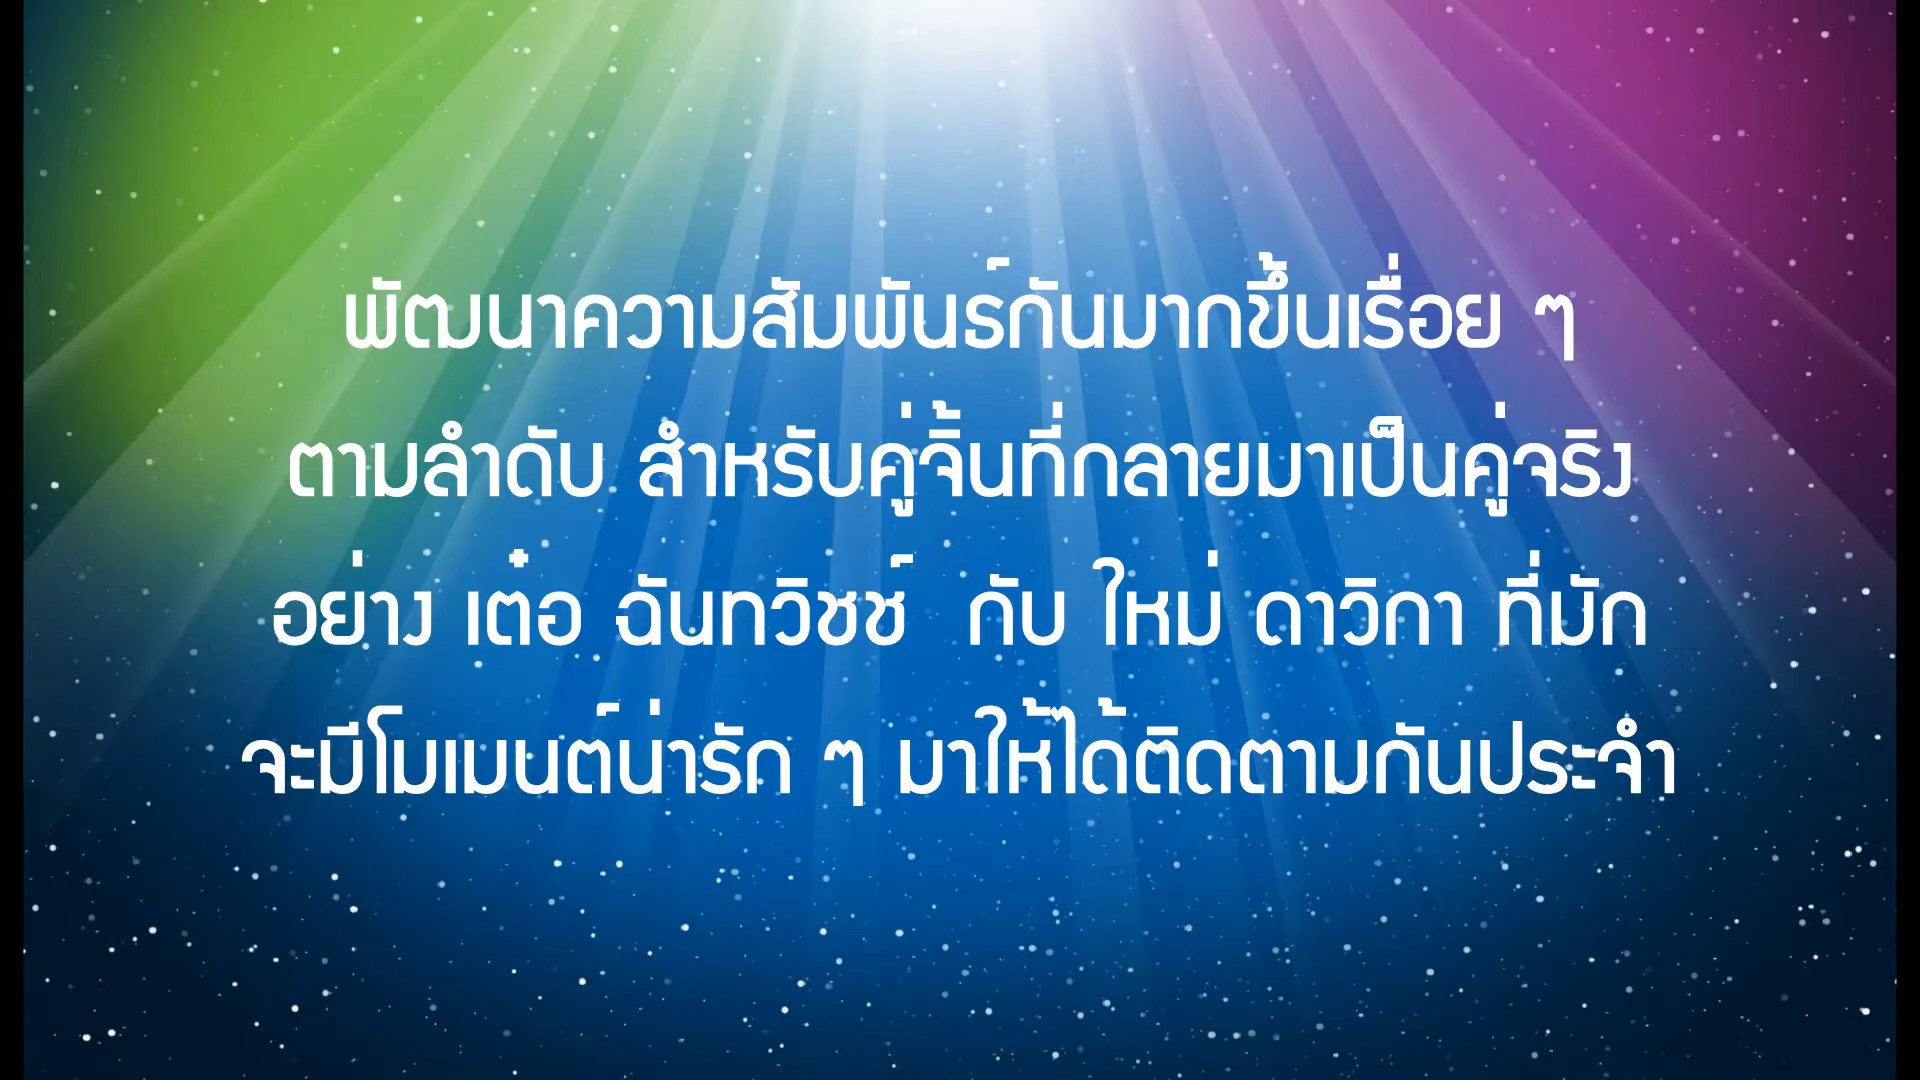 พัฒนาความสัมพันธ์กันมากขึ้นเรื่อย ๆ
ตามลำดับ สำหรับคู่จิ้นที่กลายมาเป็นคู่จริง
อย่าง เต๋อ ฉันทวิชช์  กับ ใหม่ ดาวิกา ที่มัก
จะมีโมเมนต์น่ารัก ๆ มาให้ได้ติดตามกันประจำ